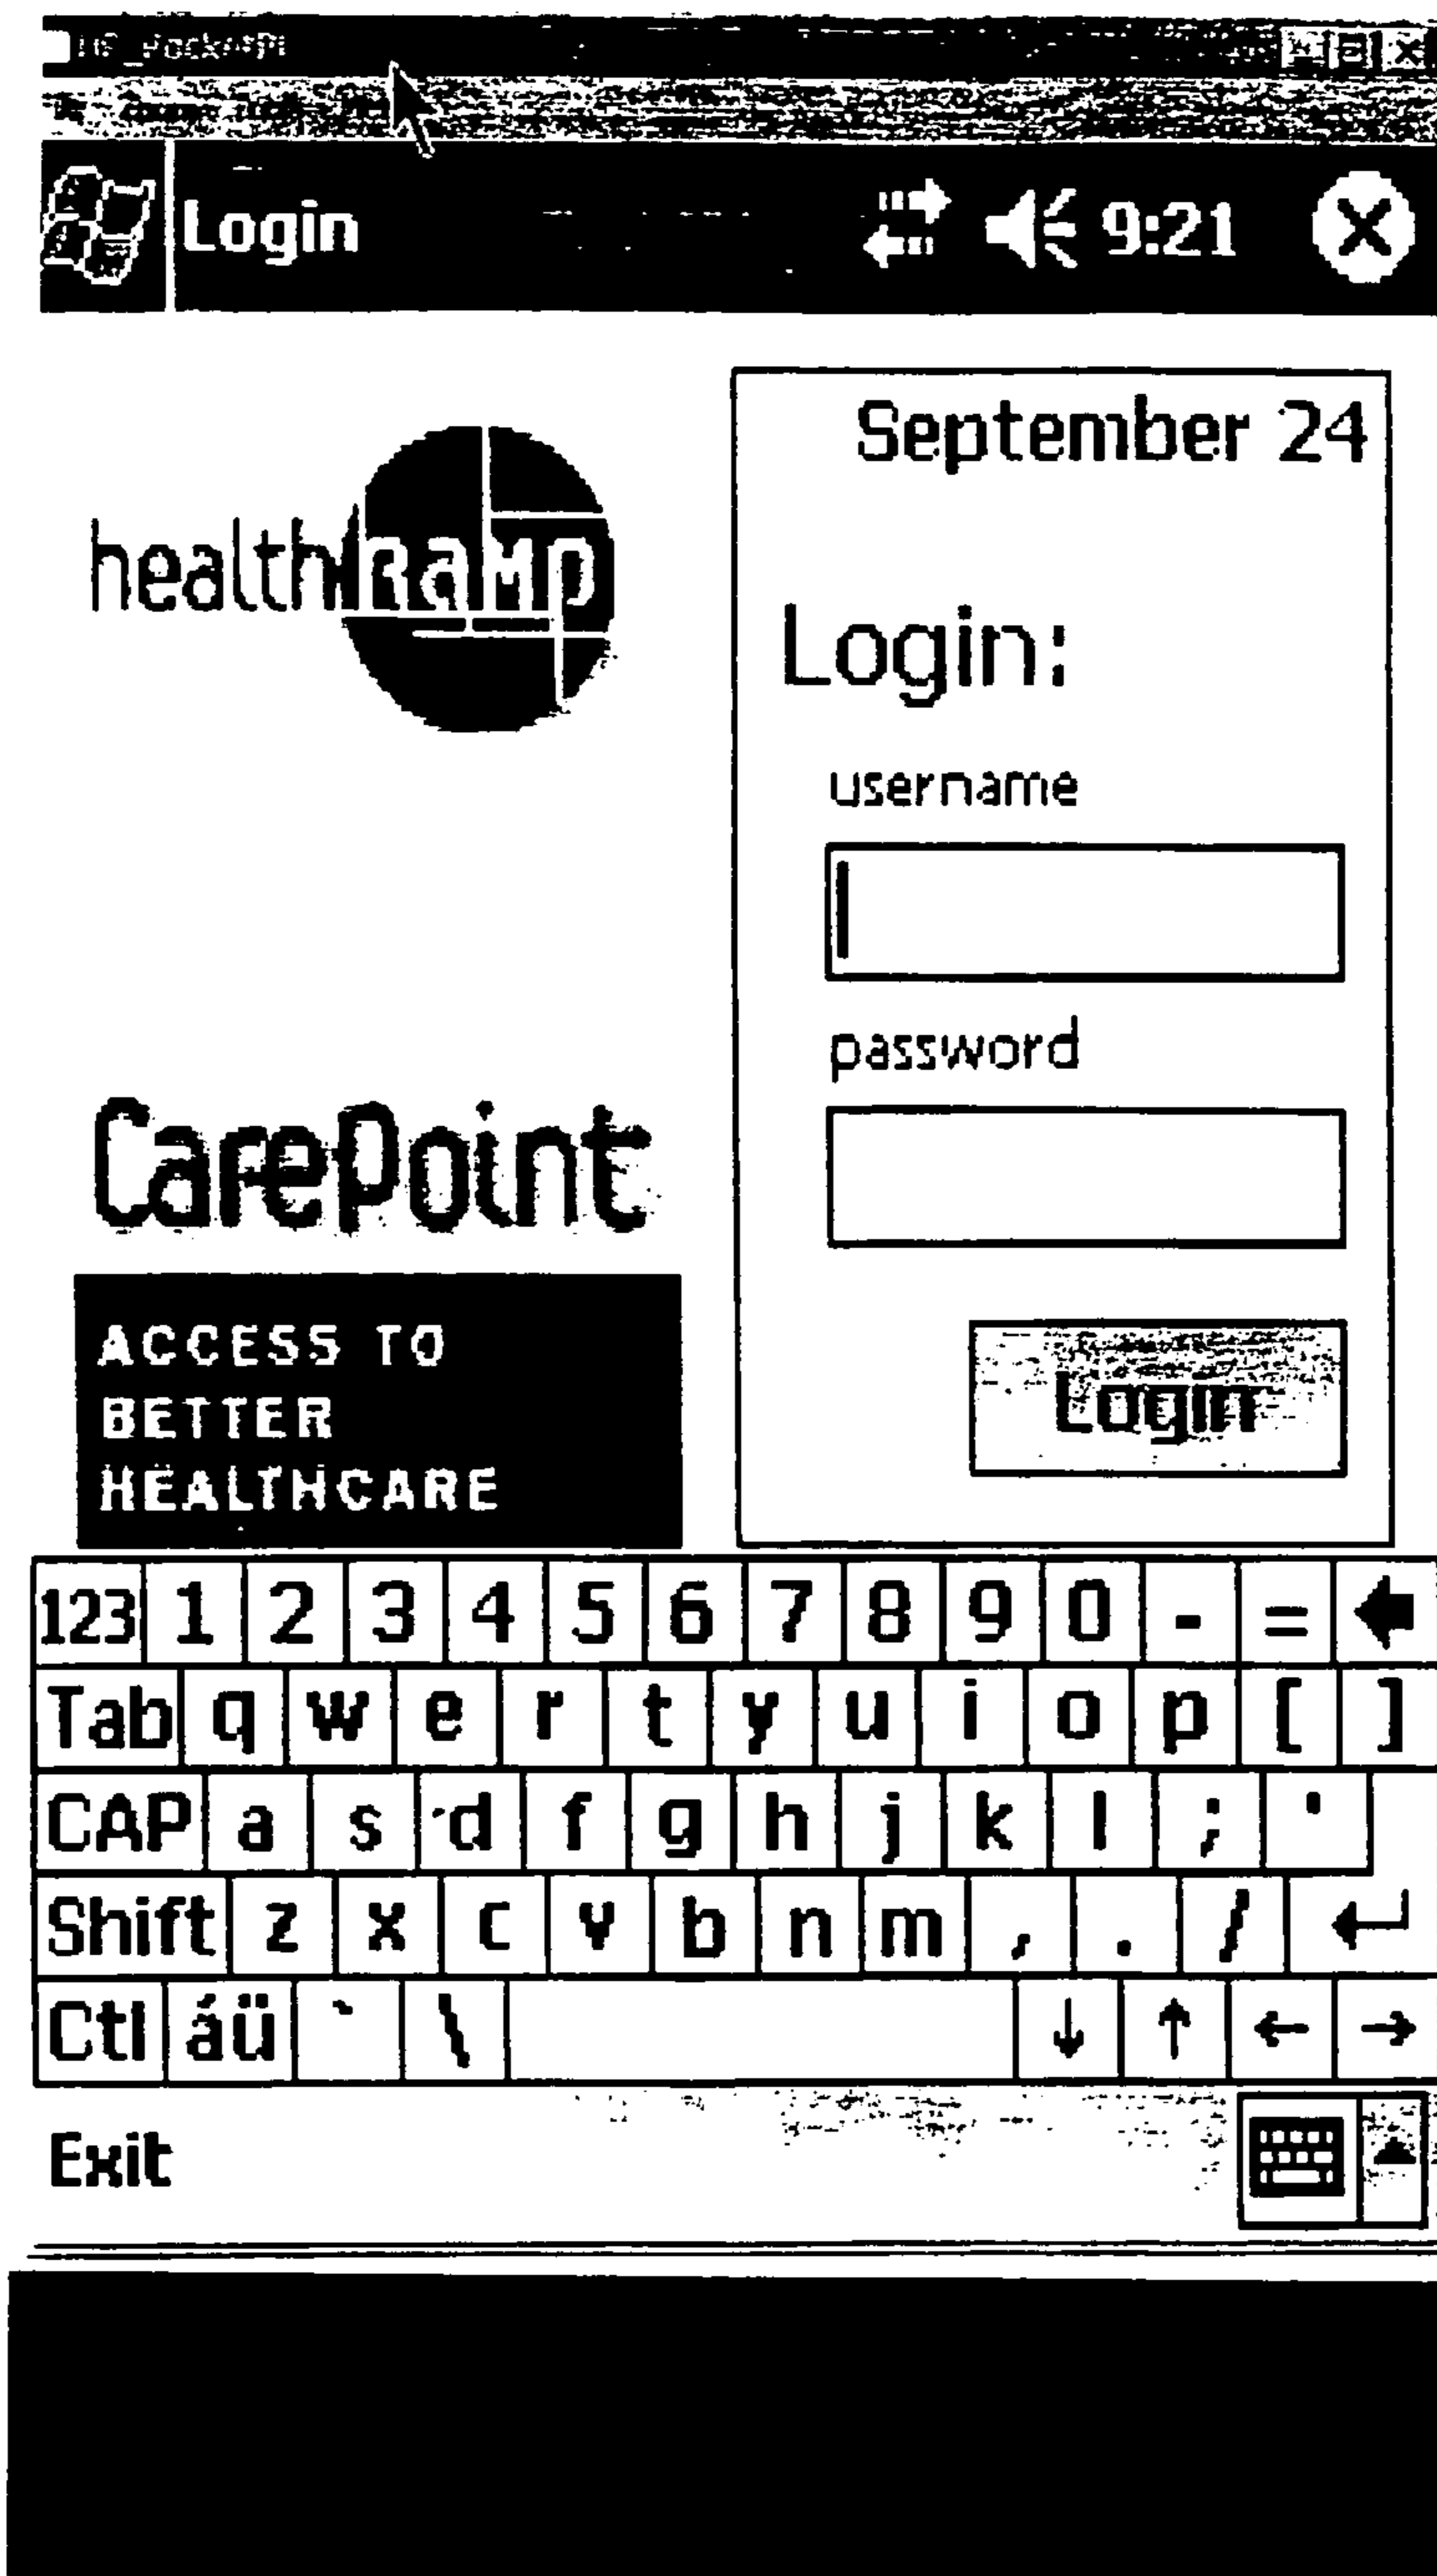 Login 9:21
September 24
healthRamp
Login:
username
password
CarePoint
ACCESS TO
BETTER
HEALTHCARE
Login
123 1 2 3 4 5 6 7 8 9 0 - =
Tab q w e r t y u i o p [ ]
CAP a s d f g h j k l ; '
Shift z x c v b n m , . /
Ctl áü ` \
Exit